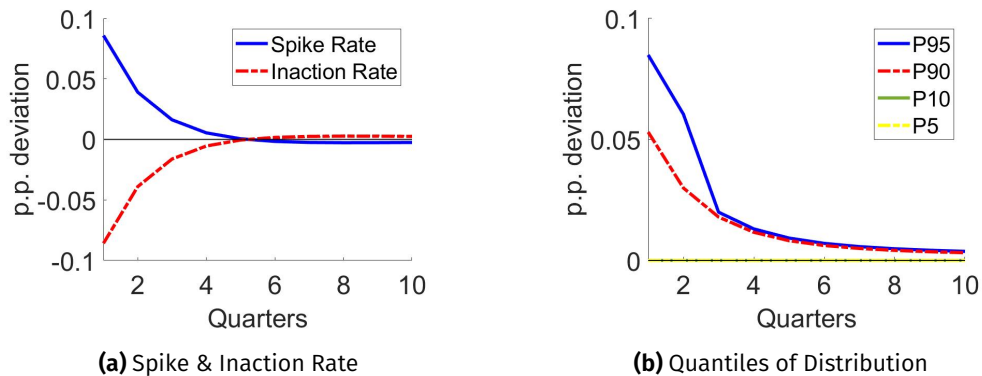 0.1
0.05
0
-0.05
-0.1
p.p. deviation
Spike Rate
Inaction Rate
2 4 6 8 10
Quarters
(a) Spike & Inaction Rate
0.1
0.05
0
p.p. deviation
P95
P90
P10
P5
2 4 6 8 10
Quarters
(b) Quantiles of Distribution